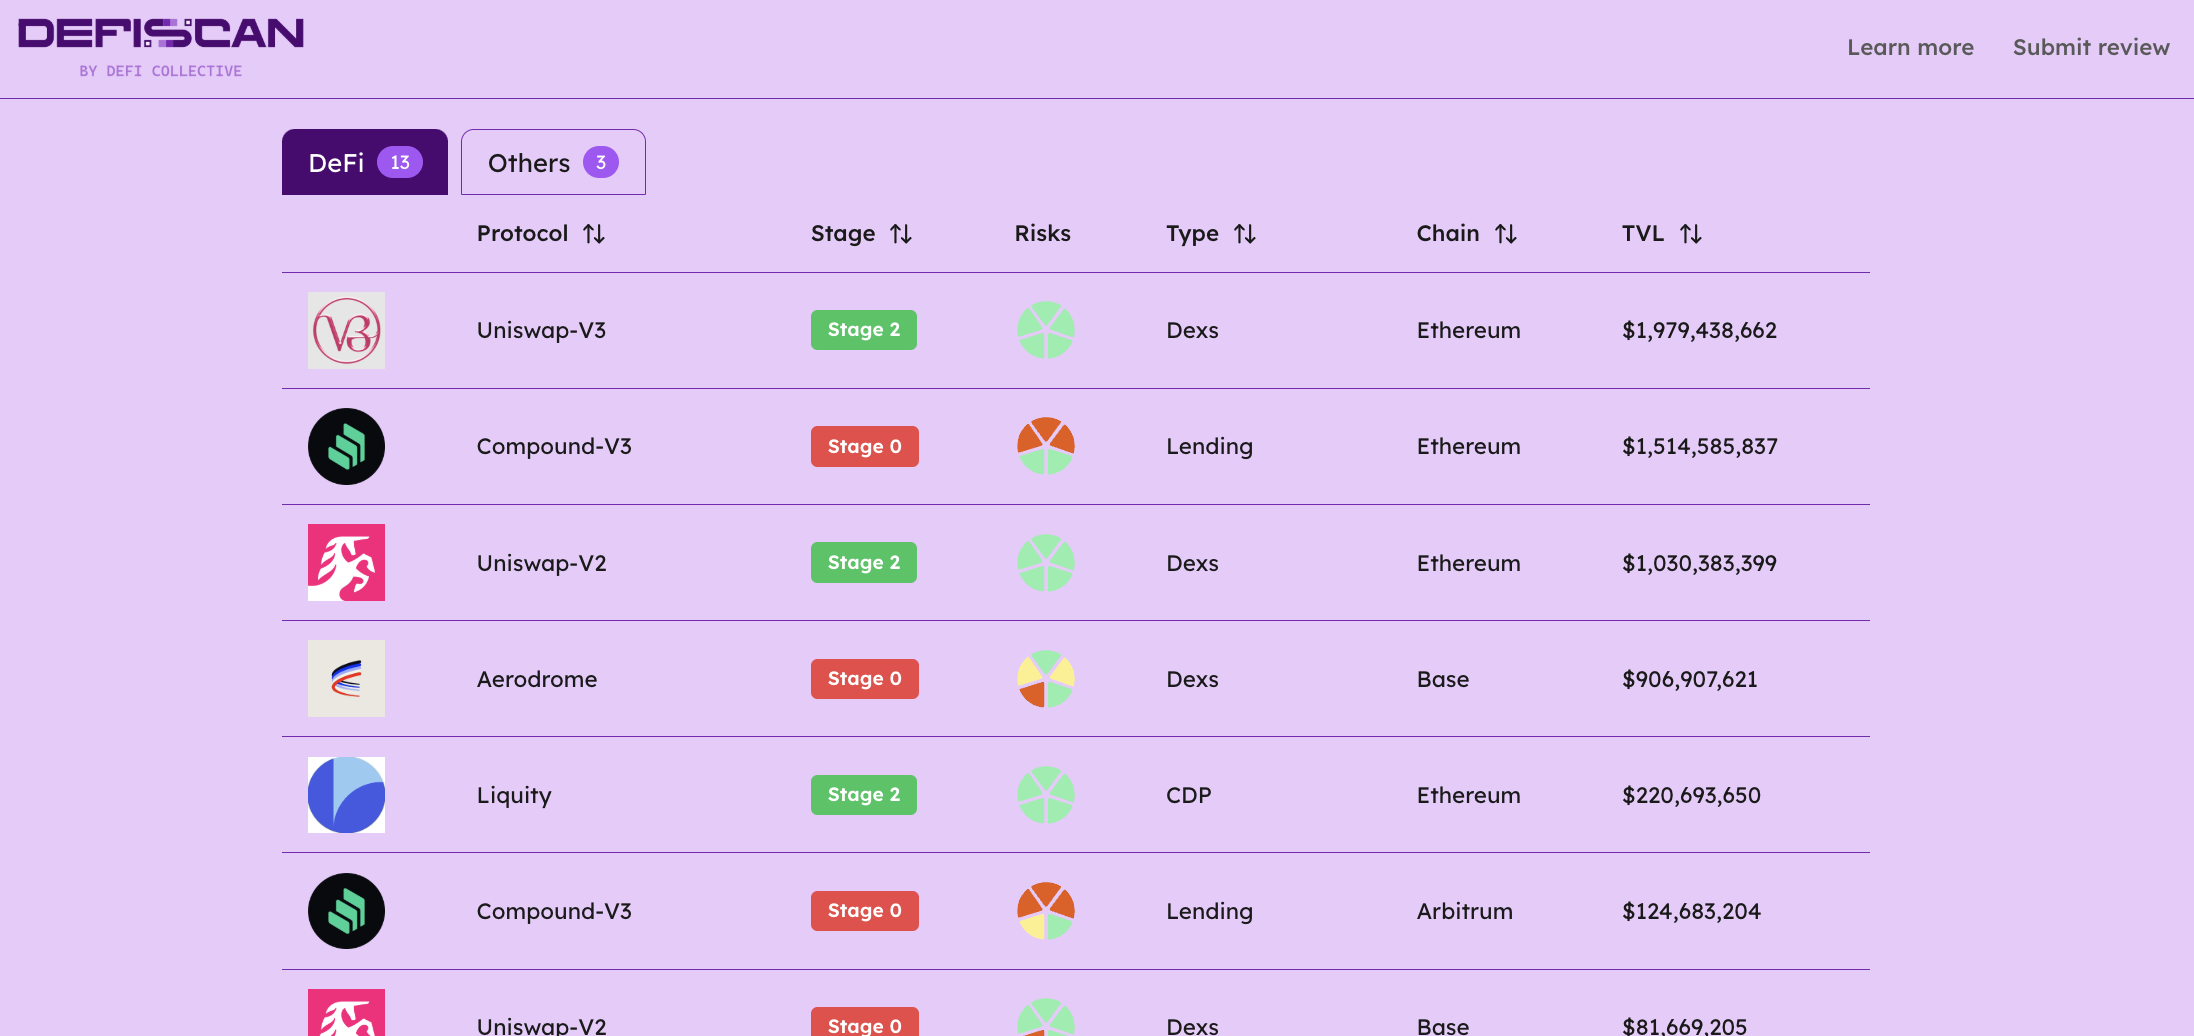 DEFISCAN
BY DEFI COLLECTIVE
Learn more Submit review
DeFi 13 Others 3
Protocol Stage Risks Type Chain TVL
V3 Uniswap-V3 Stage 2 Dexs Ethereum $1,979,438,662
Compound-V3 Stage 0 Lending Ethereum $1,514,585,837
Uniswap-V2 Stage 2 Dexs Ethereum $1,030,383,399
Aerodrome Stage 0 Dexs Base $906,907,621
Liquity Stage 2 CDP Ethereum $220,693,650
Compound-V3 Stage 0 Lending Arbitrum $124,683,204
Uniswap-V2 Stage 0 Dexs Base $81,669,205